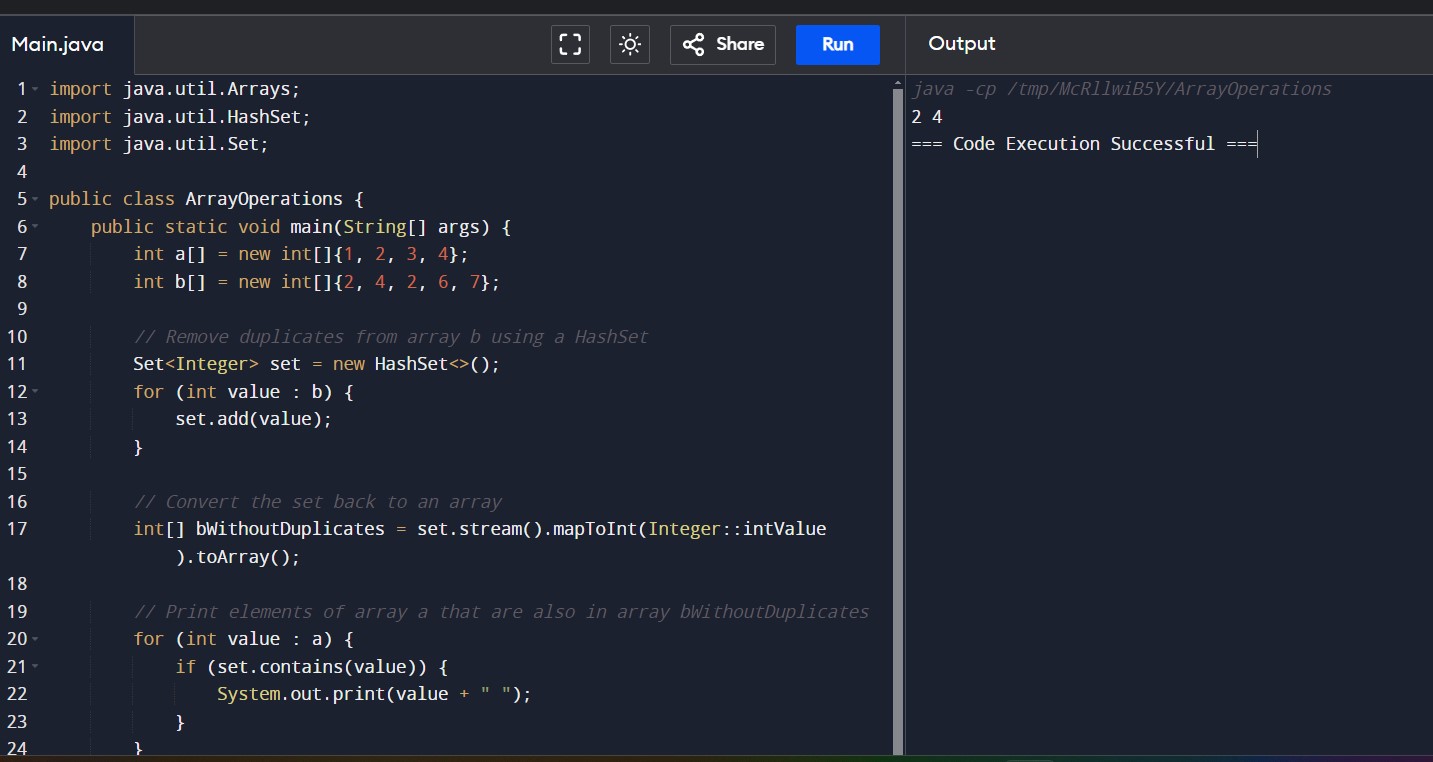 Main.java
Share
Run
Output
1 import java.util.Arrays;
2 import java.util.HashSet;
3 import java.util.Set;
4
5 public class ArrayOperations {
6     public static void main(String[] args) {
7         int a[] = new int[]{1, 2, 3, 4};
8         int b[] = new int[]{2, 4, 2, 6, 7};
9
10         // Remove duplicates from array b using a HashSet
11         Set<Integer> set = new HashSet<>();
12         for (int value : b) {
13             set.add(value);
14         }
15
16         // Convert the set back to an array
17         int[] bWithoutDuplicates = set.stream().mapToInt(Integer::intValue
            ).toArray();
18
19         // Print elements of array a that are also in array bWithoutDuplicates
20         for (int value : a) {
21             if (set.contains(value)) {
22                 System.out.print(value + " ");
23             }
24         }
java -cp /tmp/McRllwiB5Y/ArrayOperations
2 4
=== Code Execution Successful ===